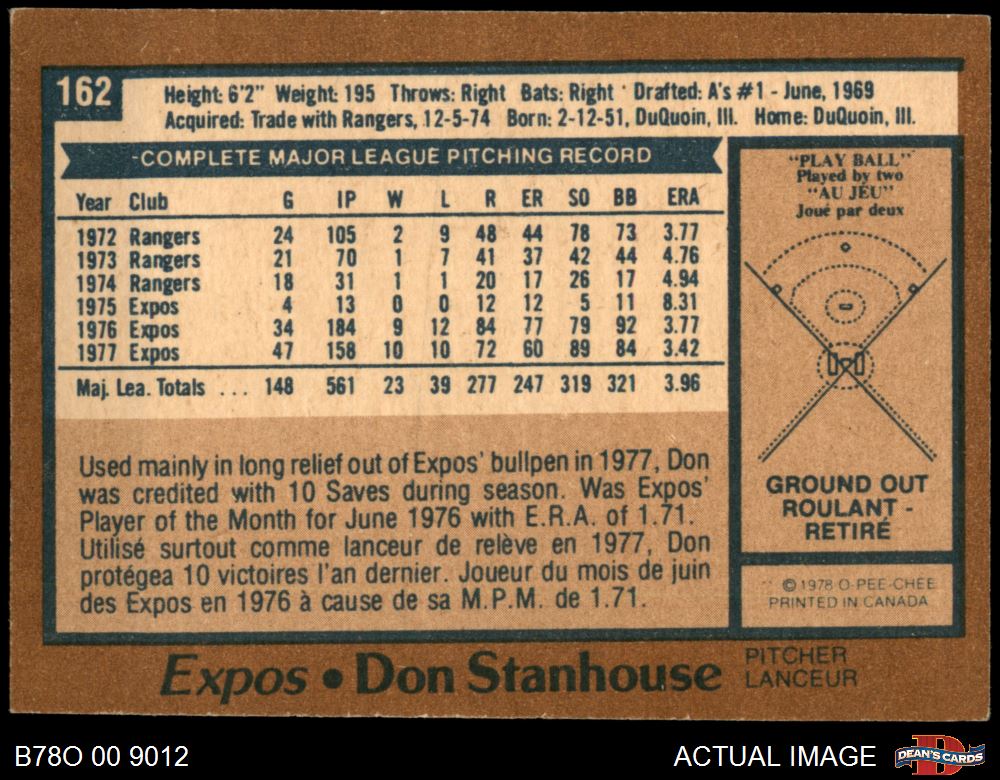 162
Height: 6'2" Weight: 195 Throws: Right Bats: Right Drafted: A's #1 - June, 1969
Acquired: Trade with Rangers, 12-5-74 Born: 2-12-51, DuQuoin, Ill. Home: DuQuoin, Ill.
COMPLETE MAJOR LEAGUE PITCHING RECORD
Year Club G IP W L R ER SO BB ERA
1972 Rangers 24 105 2 9 48 44 78 73 3.77
1973 Rangers 21 70 1 7 41 37 42 44 4.76
1974 Rangers 18 31 1 1 20 17 26 17 4.94
1975 Expos 4 13 0 0 12 12 5 11 8.31
1976 Expos 34 184 9 12 84 77 79 92 3.77
1977 Expos 47 158 10 10 72 60 89 84 3.42
Maj. Lea. Totals ... 148 561 23 39 277 247 319 321 3.96
Used mainly in long relief out of Expos' bullpen in 1977, Don
was credited with 10 Saves during season. Was Expos'
Player of the Month for June 1976 with E.R.A. of 1.71.
Utilisé surtout comme lanceur de relève en 1977, Don
protégea 10 victoires l'an dernier. Joueur du mois de juin
des Expos en 1976 à cause de sa M.P.M. de 1.71.
"PLAY BALL"
Played by two
"AU JEU"
Joué par deux
GROUND OUT
ROULANT -
RETIRÉ
© 1978 O-PEE-CHEE
PRINTED IN CANADA
Expos • Don Stanhouse
PITCHER
LANCEUR
B78O 00 9012
ACTUAL IMAGE
DEAN'S CARDS